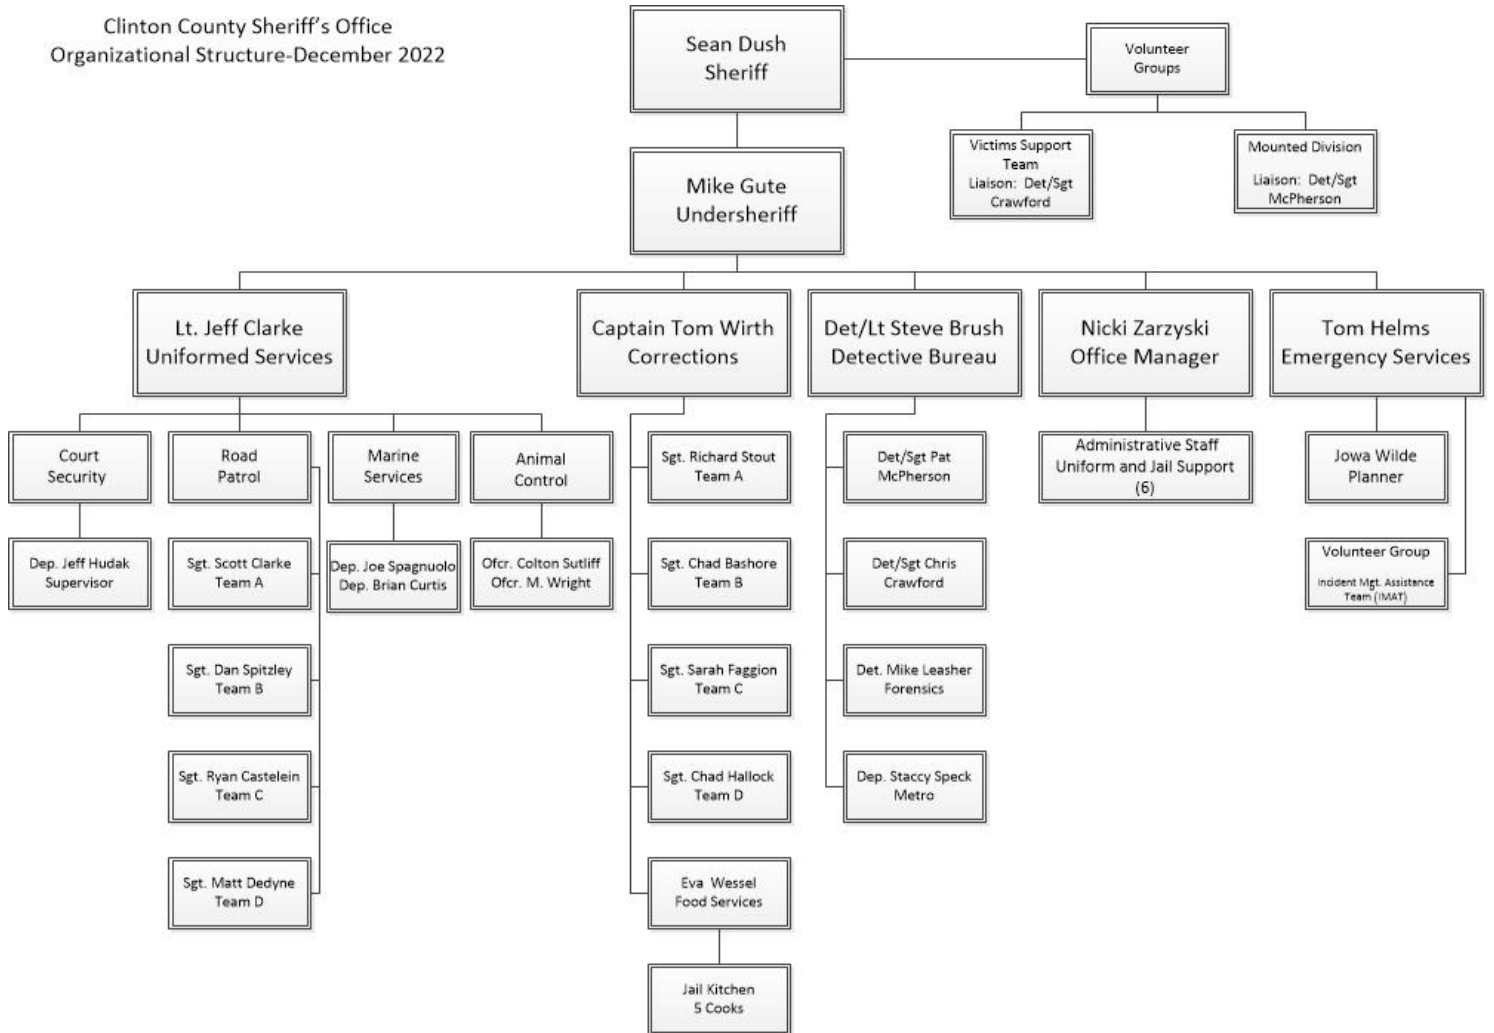 Clinton County Sheriff's Office
Organizational Structure-December 2022
Sean Dush
Sheriff
Volunteer
Groups
Victims Support
Team
Liaison: Det/Sgt
Crawford
Mounted Division
Liaison: Det/Sgt
McPherson
Mike Gute
Undersheriff
Lt. Jeff Clarke
Uniformed Services
Captain Tom Wirth
Corrections
Det/Lt Steve Brush
Detective Bureau
Nicki Zarzyski
Office Manager
Tom Helms
Emergency Services
Court
Security
Road
Patrol
Marine
Services
Animal
Control
Sgt. Richard Stout
Team A
Det/Sgt Pat
McPherson
Administrative Staff
Uniform and Jail Support
(6)
Jowa Wilde
Planner
Dep. Jeff Hudak
Supervisor
Sgt. Scott Clarke
Team A
Dep. Joe Spagnuolo
Dep. Brian Curtis
Ofcr. Colton Sutliff
Ofcr. M. Wright
Sgt. Chad Bashore
Team B
Det/Sgt Chris
Crawford
Volunteer Group
Incident Mgt. Assistance
Team (IMAT)
Sgt. Dan Spitzley
Team B
Sgt. Sarah Faggion
Team C
Det. Mike Leasher
Forensics
Sgt. Ryan Castelein
Team C
Sgt. Chad Hallock
Team D
Dep. Staccy Speck
Metro
Sgt. Matt Dedyne
Team D
Eva Wessel
Food Services
Jail Kitchen
5 Cooks